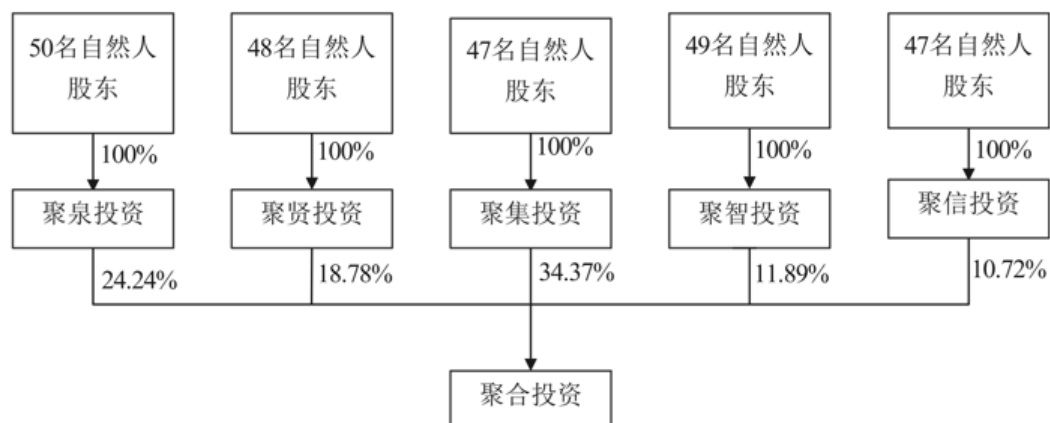 50名自然人
股东
48名自然人
股东
47名自然人
股东
49名自然人
股东
47名自然人
股东
100%
100%
100%
100%
100%
聚泉投资
聚贤投资
聚集投资
聚智投资
聚信投资
24.24%
18.78%
34.37%
11.89%
10.72%
聚合投资